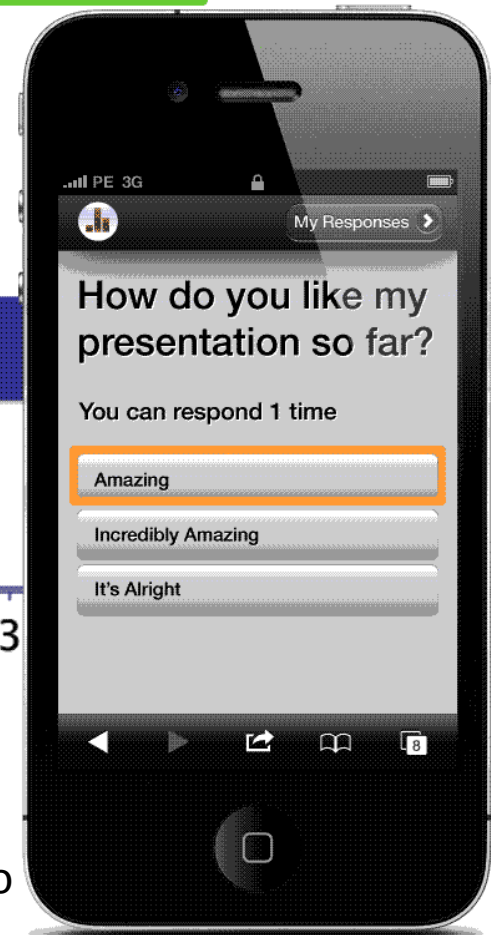 PE 3G
My Responses
How do you like my
presentation so far?
You can respond 1 time
Amazing
Incredibly Amazing
It's Alright
3
8